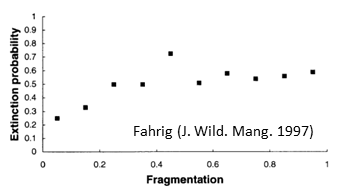 1
0.9
0.8
0.7
0.6
0.5
0.4
0.3
0.2
0.1
0
Extinction probability
Fahrig (J. Wild. Mang. 1997)
0 0.2 0.4 0.6 0.8 1
Fragmentation